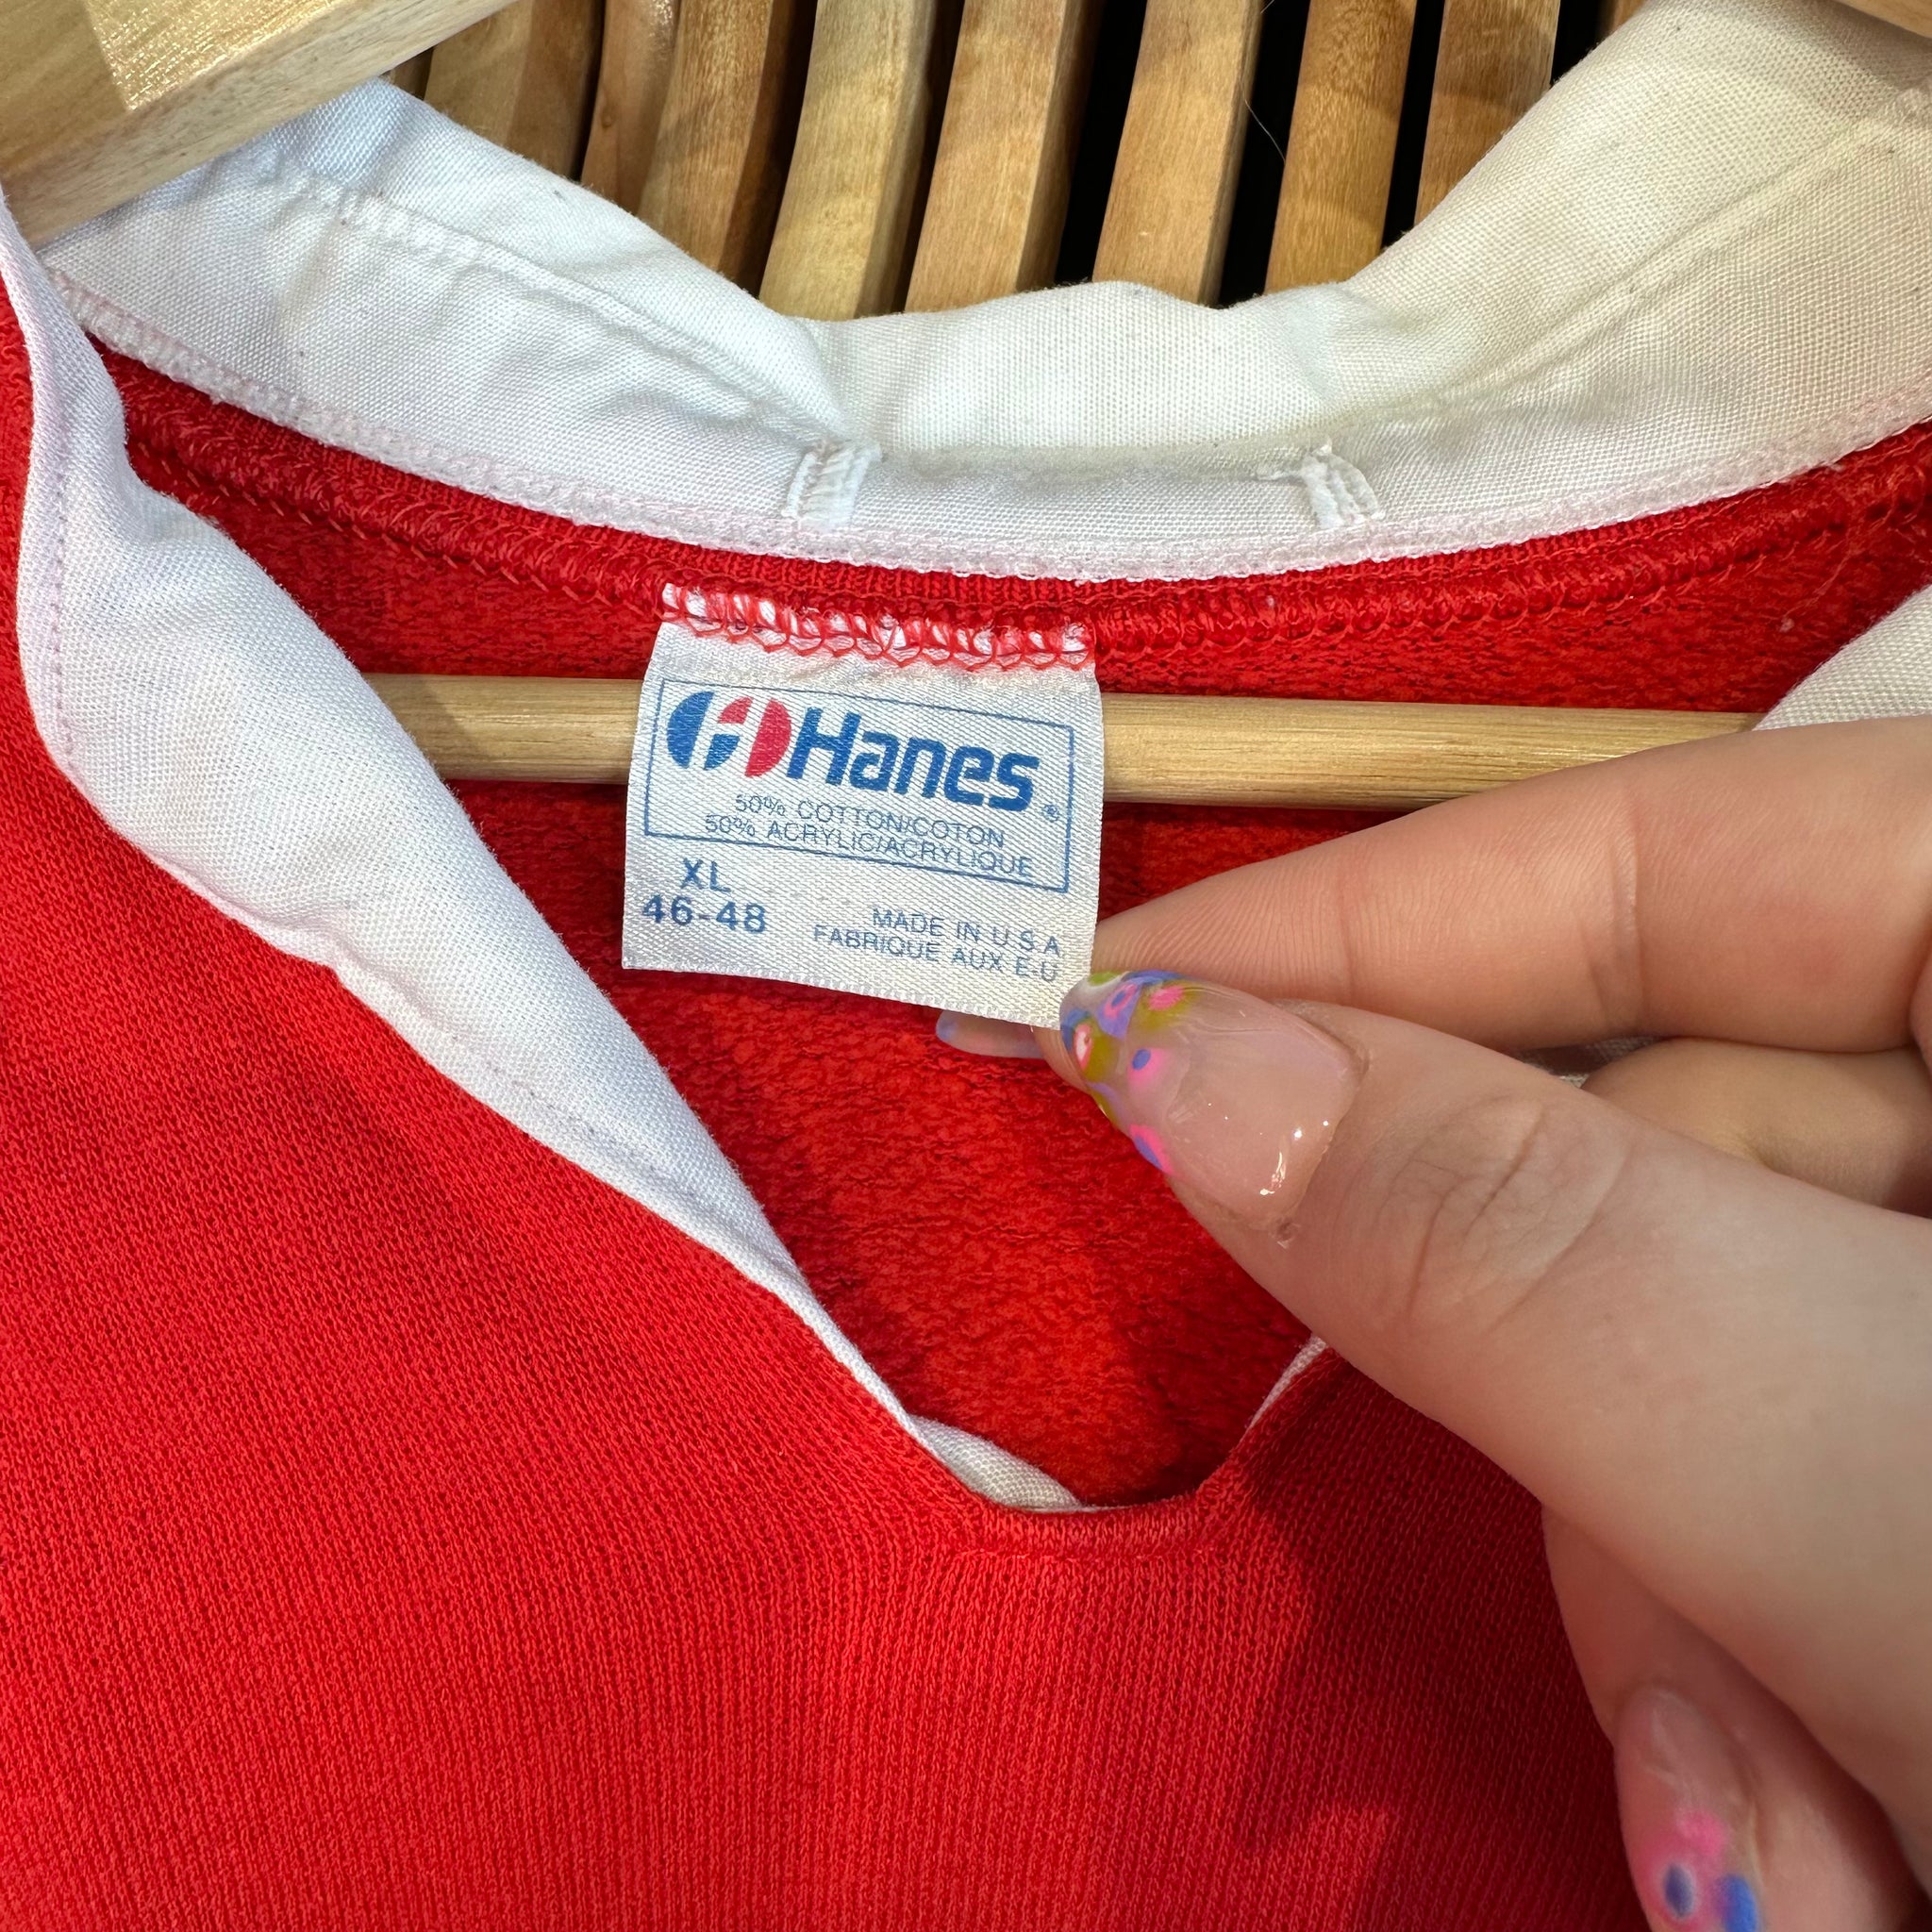 Hanes®
50% COTTON/COTON
50% ACRYLIC/ACRYLIQUE
XL
46-48
MADE IN U S A
FABRIQUE AUX E-U